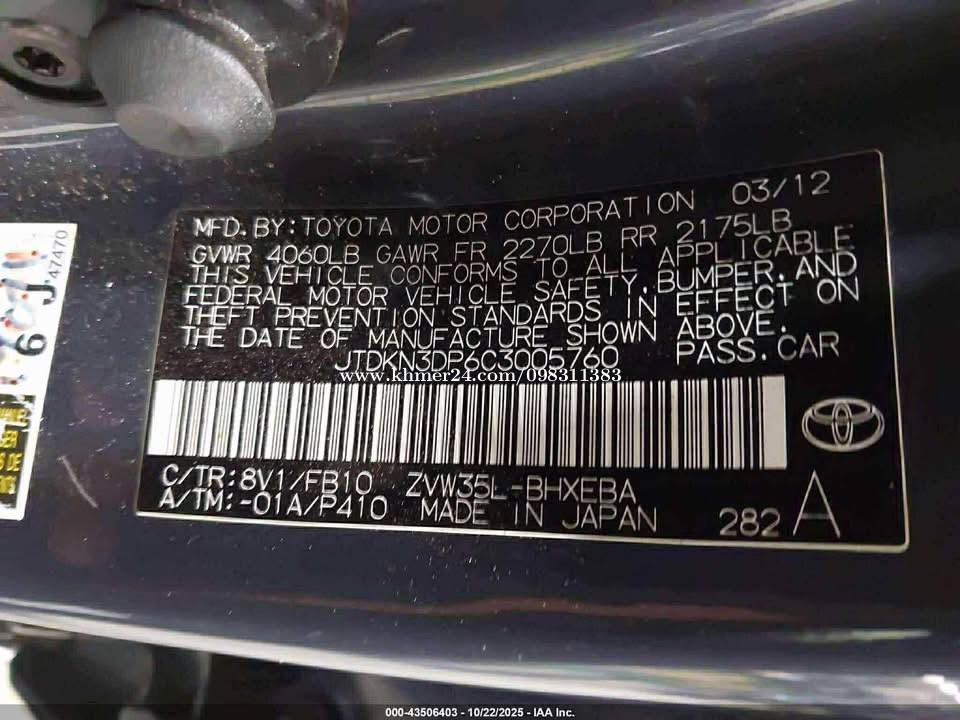 MFD. BY: TOYOTA MOTOR CORPORATION 03/12
GVWR 4060LB GAWR FR 2270LB RR 2175LB
THIS VEHICLE CONFORMS TO ALL APPLICABLE
FEDERAL MOTOR VEHICLE SAFETY, BUMPER, AND
THEFT PREVENTION STANDARDS IN EFFECT ON
THE DATE OF MANUFACTURE SHOWN ABOVE.
JTDKN3DP6C3005760 PASS. CAR
www.khmer24.com/098311383
C/TR: 8V1/FB10 ZVW35L-BHXEBA
A/TM: -01A/P410 MADE IN JAPAN 282 A
6 J
47470
000-43506403 - 10/22/2025 - IAA Inc.